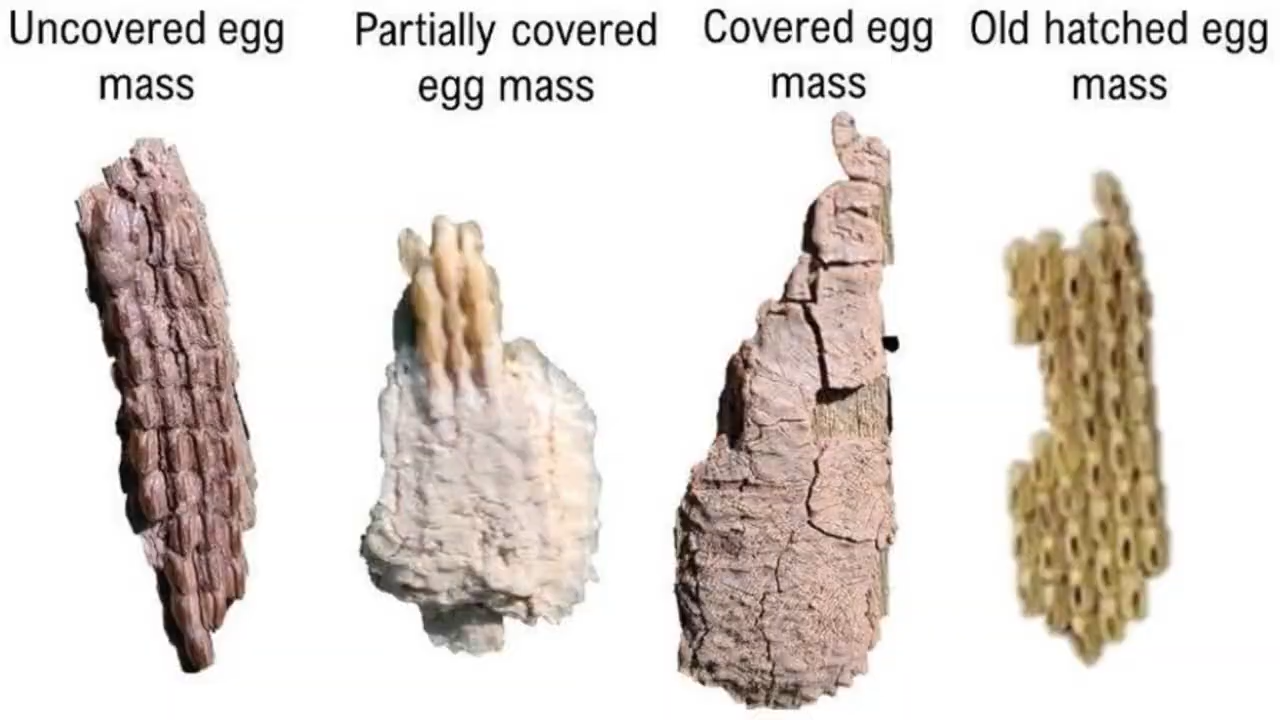 Uncovered egg
mass
Partially covered
egg mass
Covered egg
mass
Old hatched egg
mass